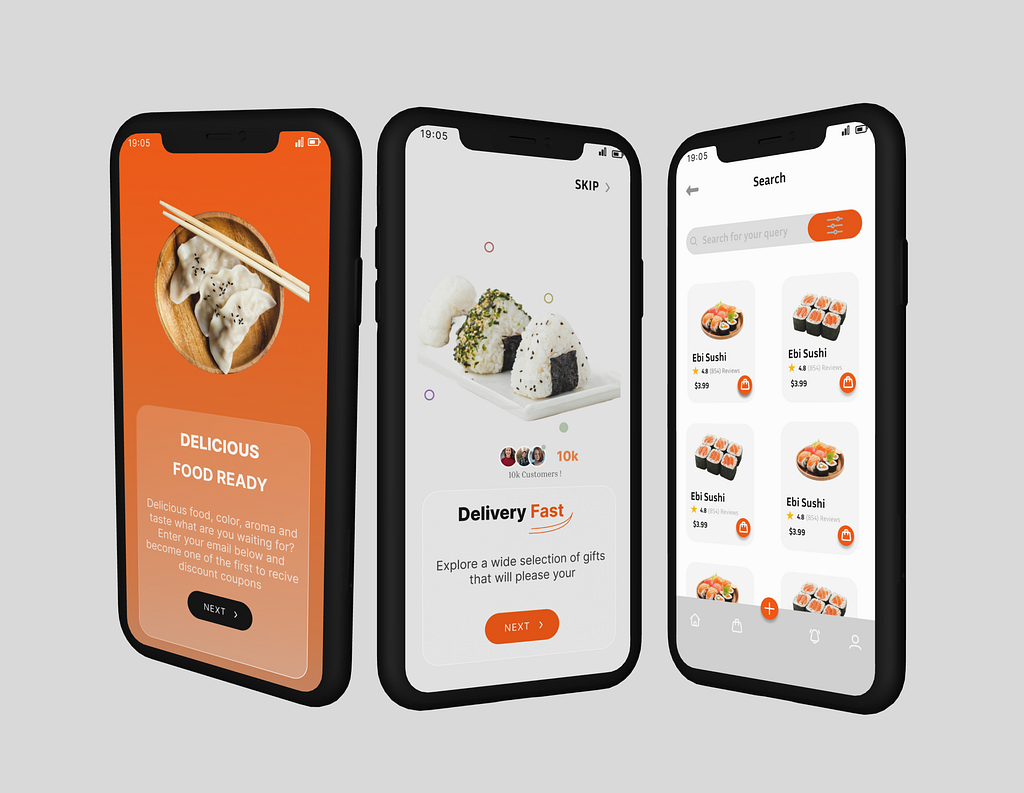 19:05
DELICIOUS
FOOD READY
Delicious food, color, aroma and
taste what are you waiting for?
Enter your email below and
become one of the first to recive
discount coupons
NEXT
19:05
SKIP
10k
10k Customers !
Delivery Fast
Explore a wide selection of gifts
that will please your
NEXT
19:05
Search
Search for your query
Ebi Sushi
4.8 (854) Reviews
$3.99
Ebi Sushi
4.8 (854) Reviews
$3.99
Ebi Sushi
4.8 (854) Reviews
$3.99
Ebi Sushi
4.8 (854) Reviews
$3.99